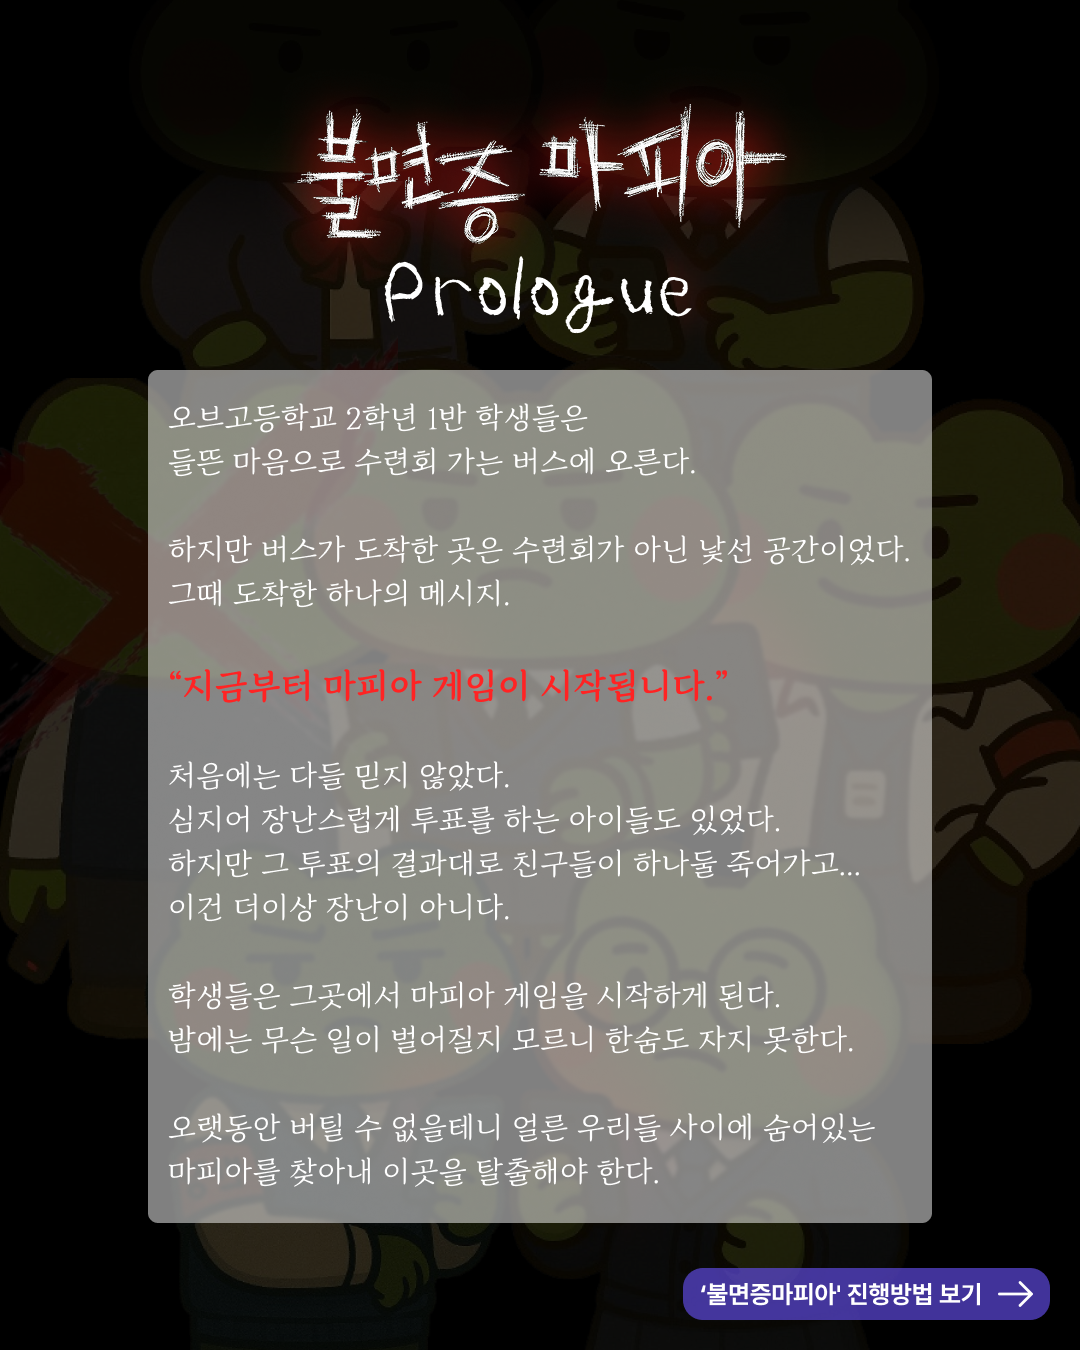 불면증 마피아
Prologue
오브고등학교 2학년 1반 학생들은
들뜬 마음으로 수련회 가는 버스에 오른다.
하지만 버스가 도착한 곳은 수련회가 아닌 낯선 공간이었다.
그때 도착한 하나의 메시지.
“지금부터 마피아 게임이 시작됩니다.”
처음에는 다들 믿지 않았다.
심지어 장난스럽게 투표를 하는 아이들도 있었다.
하지만 그 투표의 결과대로 친구들이 하나둘 죽어가고...
이건 더이상 장난이 아니다.
학생들은 그곳에서 마피아 게임을 시작하게 된다.
밤에는 무슨 일이 벌어질지 모르니 한숨도 자지 못한다.
오랫동안 버틸 수 없을테니 얼른 우리들 사이에 숨어있는
마피아를 찾아내 이곳을 탈출해야 한다.
‘불면증마피아' 진행방법 보기